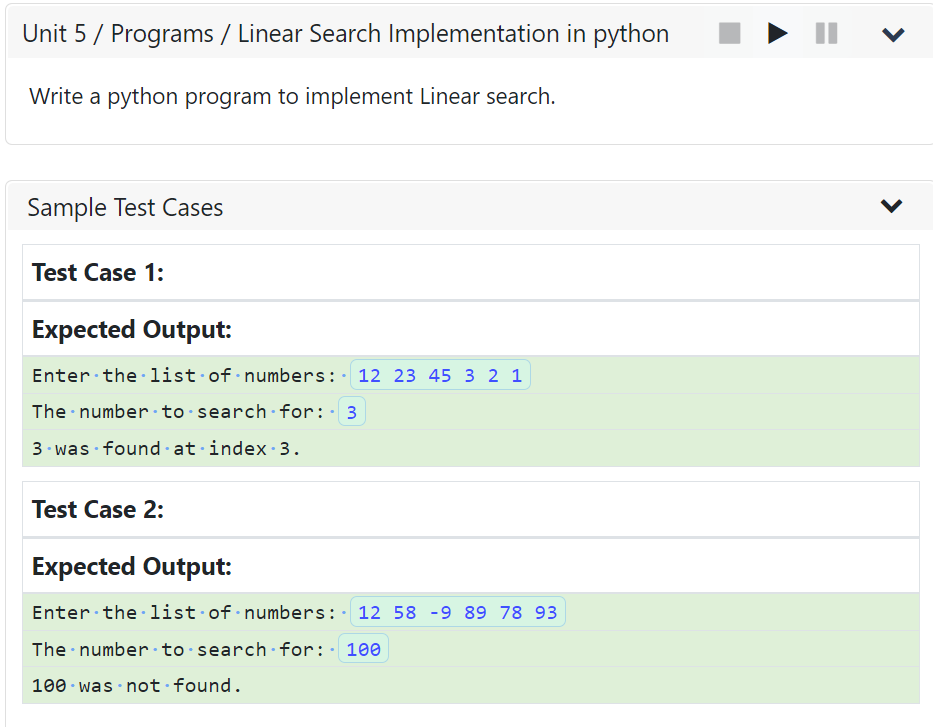 Unit 5 / Programs / Linear Search Implementation in python
Write a python program to implement Linear search.
Sample Test Cases
Test Case 1:
Expected Output:
Enter·the·list·of·numbers:· 12 23 45 3 2 1
The·number·to·search·for:· 3
3·was·found·at·index·3.
Test Case 2:
Expected Output:
Enter·the·list·of·numbers:· 12 58 -9 89 78 93
The·number·to·search·for:· 100
100·was·not·found.